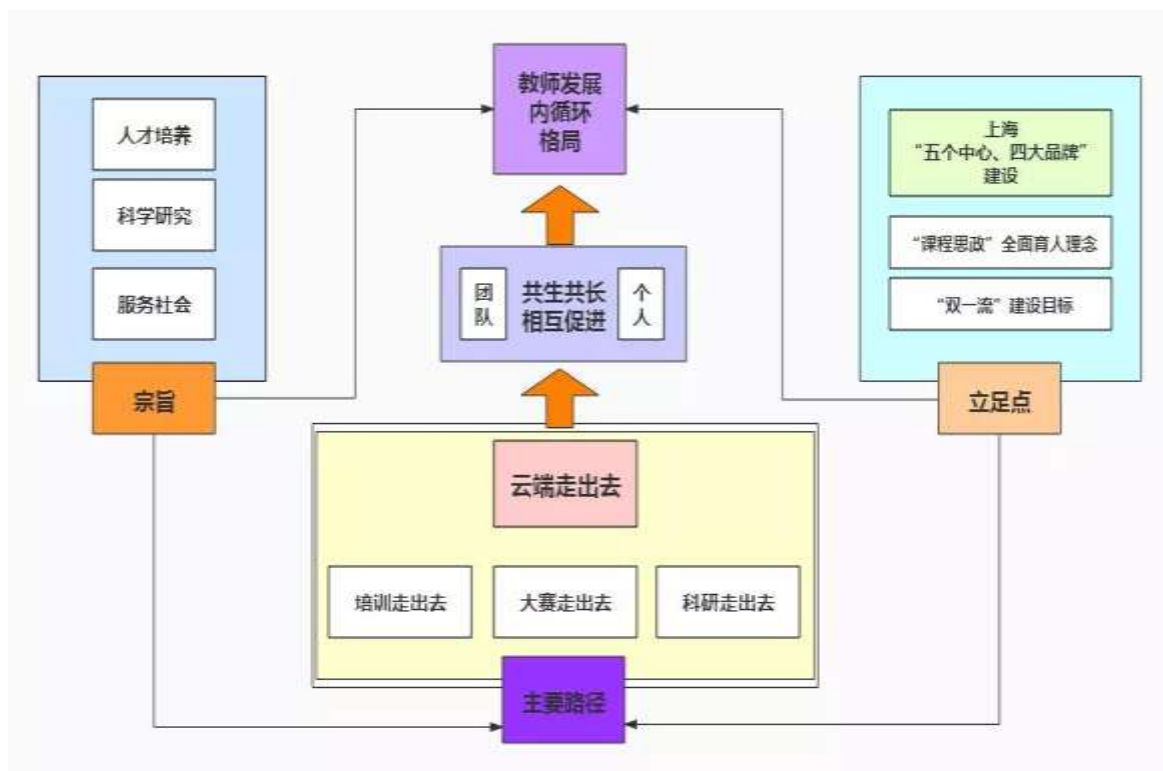 教师发展
内循环
格局
人才培养
科学研究
服务社会
宗旨
上海
“五个中心、四大品牌”
建设
“课程思政”全面育人理念
“双一流”建设目标
立足点
团
队
共生共长
相互促进
个
人
云端走出去
培训走出去
大赛走出去
科研走出去
主要路径